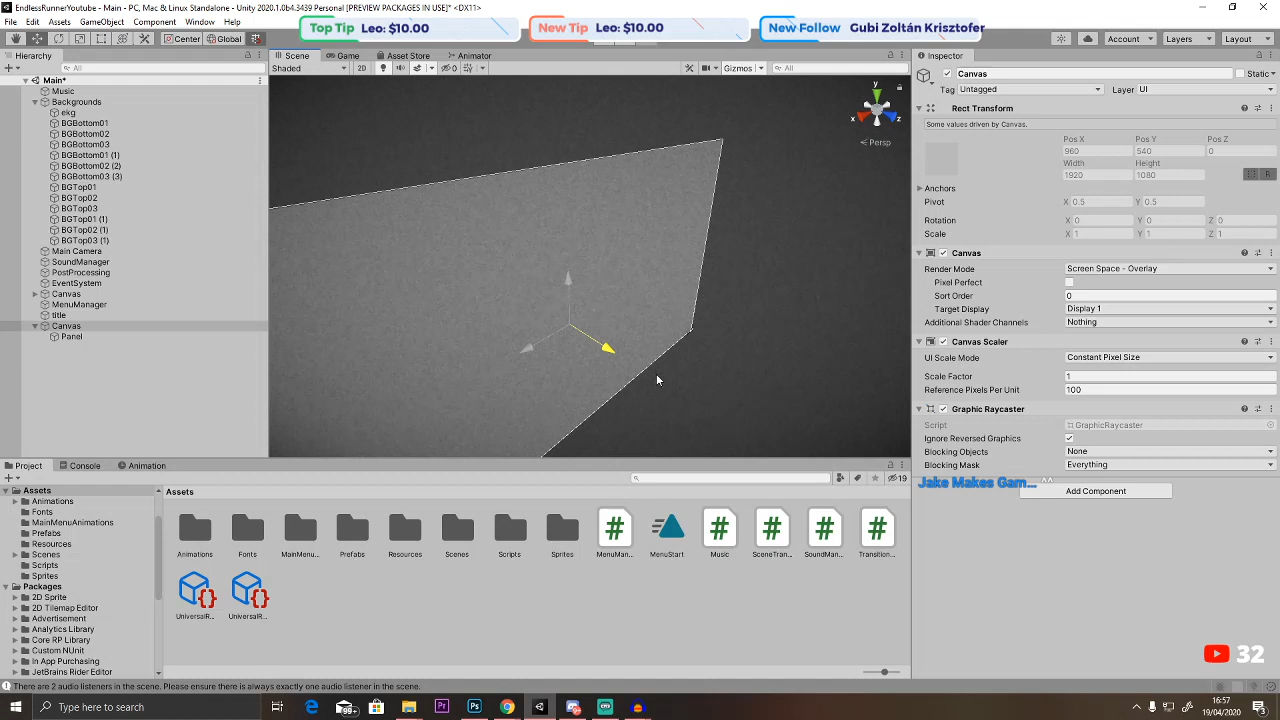 EndlessRunnerYoutube - Main - PC, Mac & Linux Standalone - Unity 2020.1.0b4.3439 Personal [PREVIEW PACKAGES IN USE] * <DX11>
Top Tip Leo: $10.00 New Tip Leo: $10.00 New Follow Gubi Zoltán Krisztofer
Center Global Account Layers Layout
Hierarchy Scene Game Asset Store Animator Inspector
All Shaded 2D 0 Gizmos All Canvas Static
Tag Untagged Layer UI
Main*
Music
Backgrounds
ekg
BGBottom01
BGBottom02
BGBottom03
BGBottom01 (1)
BGBottom02 (2)
BGBottom03 (3)
BGTop01
BGTop02
BGTop03
BGTop01 (1)
BGTop02 (1)
BGTop03 (1)
Main Camera
SoundManager
PostProcessing
EventSystem
Canvas
MenuManager
title
Canvas
Panel
y
x z
Persp
Rect Transform
Some values driven by Canvas.
Pos X Pos Y Pos Z
960 540 0
Width Height
1920 1080 R
Anchors
Pivot X 0.5 Y 0.5
Rotation X 0 Y 0 Z 0
Scale X 1 Y 1 Z 1
Canvas
Render Mode Screen Space - Overlay
Pixel Perfect
Sort Order 0
Target Display Display 1
Additional Shader Channels Nothing
Canvas Scaler
UI Scale Mode Constant Pixel Size
Scale Factor 1
Reference Pixels Per Unit 100
Graphic Raycaster
Script GraphicRaycaster
Ignore Reversed Graphics
Blocking Objects None
Blocking Mask Everything
Jake Makes Gam...
Add Component
Project Console Animation
19
Assets
Animations
Fonts
MainMenuAnimations
Prefabs
Resources
Scenes
Scripts
Sprites
Packages
2D Sprite
2D Tilemap Editor
Advertisement
Analytics Library
Core RP Library
Custom NUnit
In App Purchasing
JetBrains Rider Editor
Assets
Animations Fonts MainMenu... Prefabs Resources Scenes Scripts Sprites MenuMan... MenuStart Music SceneTran... SoundMan... Transition...
UniversalR... UniversalR...
32
There are 2 audio listeners in the scene. Please ensure there is always exactly one audio listener in the scene.
Type here to search
99+
Pr Ps
16:57
19/04/2020